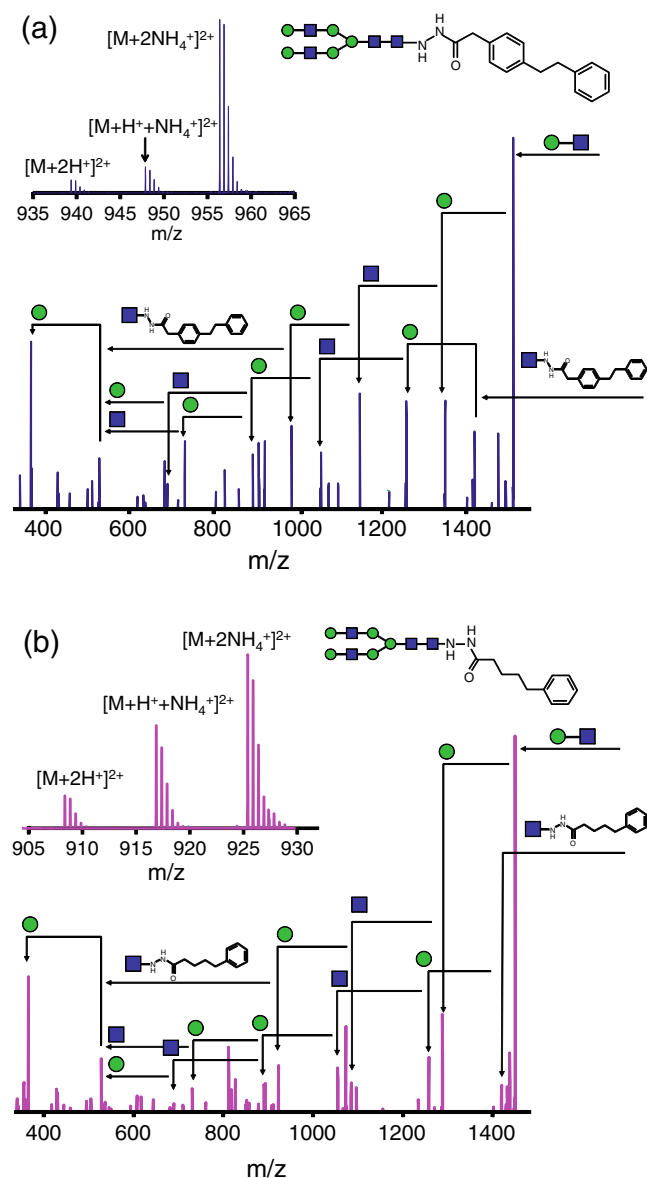 (a)
[M+2NH₄⁺]²⁺
[M+H⁺+NH₄⁺]²⁺
[M+2H⁺]²⁺
935 940 945 950 955 960 965
m/z
N
H
H
N
O
N
H
H
N
O
N
H
H
N
O
400 600 800 1000 1200 1400
m/z
(b)
[M+2NH₄⁺]²⁺
[M+H⁺+NH₄⁺]²⁺
[M+2H⁺]²⁺
905 910 915 920 925 930
m/z
N
H
H
N
O
N
H
H
N
O
N
H
H
N
O
400 600 800 1000 1200 1400
m/z